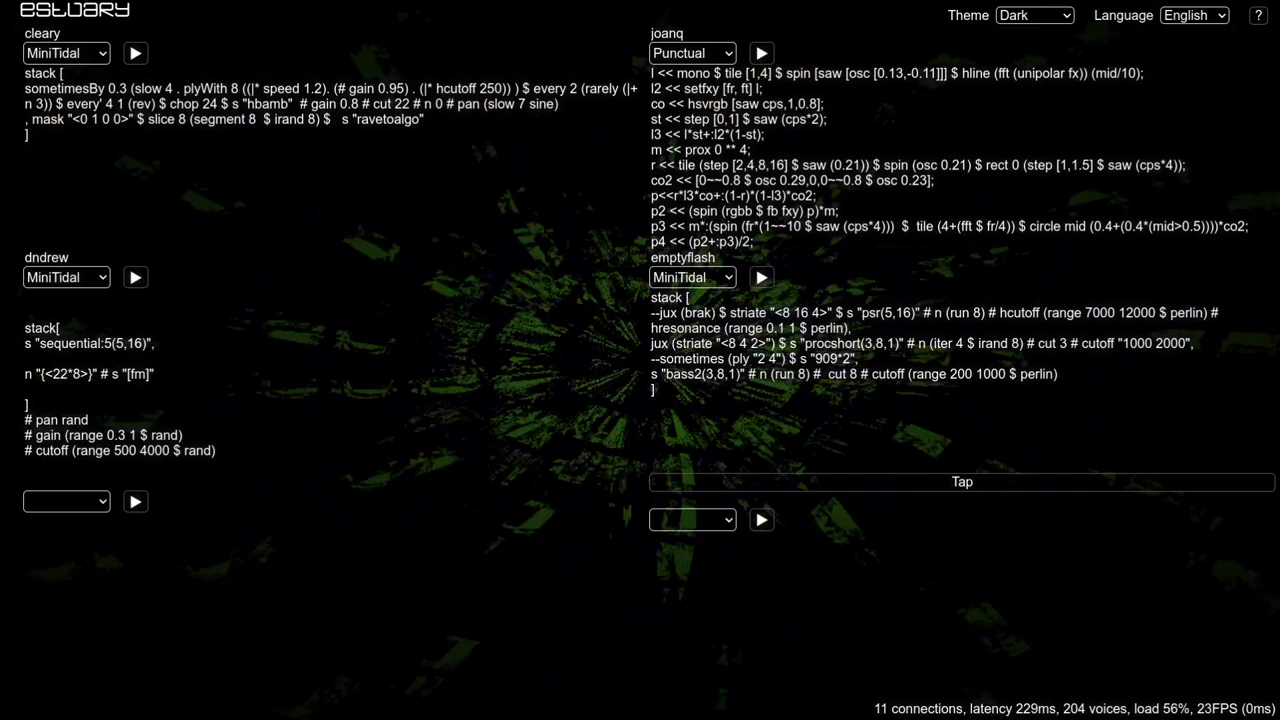 estuary
Theme Dark Language English ?
cleary
MiniTidal
stack [
sometimesBy 0.3 (slow 4 . plyWith 8 ((|* speed 1.2). (# gain 0.95) . (|* hcutoff 250)) ) $ every 2 (rarely (|+
n 3)) $ every' 4 1 (rev) $ chop 24 $ s "hbamb"  # gain 0.8 # cut 22 # n 0 # pan (slow 7 sine)
, mask "<0 1 0 0>" $ slice 8 (segment 8  $ irand 8) $   s "ravetoalgo"
]
joanq
Punctual
l << mono $ tile [1,4] $ spin [saw [osc [0.13,-0.11]]] $ hline (fft (unipolar fx)) (mid/10);
l2 << setfxy [fr, ft] l;
co << hsvrgb [saw cps,1,0.8];
st << step [0,1] $ saw (cps*2);
l3 << l*st+:l2*(1-st);
m << prox 0 ** 4;
r << tile (step [2,4,8,16] $ saw (0.21)) $ spin (osc 0.21) $ rect 0 (step [1,1.5] $ saw (cps*4));
co2 << [0~~0.8 $ osc 0.29,0,0~~0.8 $ osc 0.23];
p<<r*l3*co+:(1-r)*(1-l3)*co2;
p2 << (spin (rgbb $ fb fxy) p)*m;
p3 << m*:(spin (fr*(1~~10 $ saw (cps*4)))  $  tile (4+(fft $ fr/4)) $ circle mid (0.4+(0.4*(mid>0.5))))*co2;
p4 << (p2+:p3)/2;
dndrew
MiniTidal
stack[
s "sequential:5(5,16)",
n "{<22*8>}" # s "[fm]"
]
# pan rand
# gain (range 0.3 1 $ rand)
# cutoff (range 500 4000 $ rand)
emptyflash
MiniTidal
stack [
--jux (brak) $ striate "<8 16 4>" $ s "psr(5,16)" # n (run 8) # hcutoff (range 7000 12000 $ perlin) #
hresonance (range 0.1 1 $ perlin),
jux (striate "<8 4 2>") $ s "procshort(3,8,1)" # n (iter 4 $ irand 8) # cut 3 # cutoff "1000 2000",
--sometimes (ply "2 4") $ s "909*2",
s "bass2(3,8,1)" # n (run 8) #  cut 8 # cutoff (range 200 1000 $ perlin)
]
Tap
11 connections, latency 229ms, 204 voices, load 56%, 23FPS (0ms)